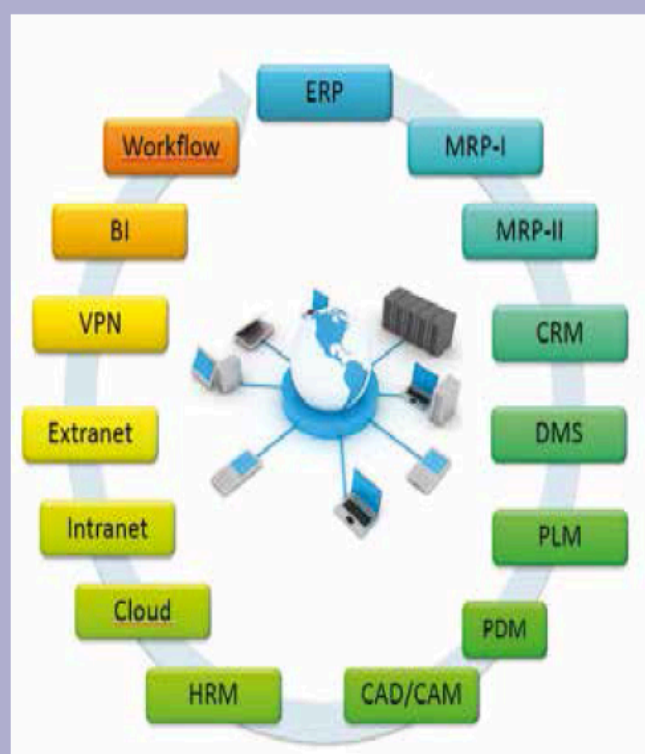 ERP
MRP-I
MRP-II
CRM
DMS
PLM
PDM
CAD/CAM
HRM
Cloud
Intranet
Extranet
VPN
BI
Workflow